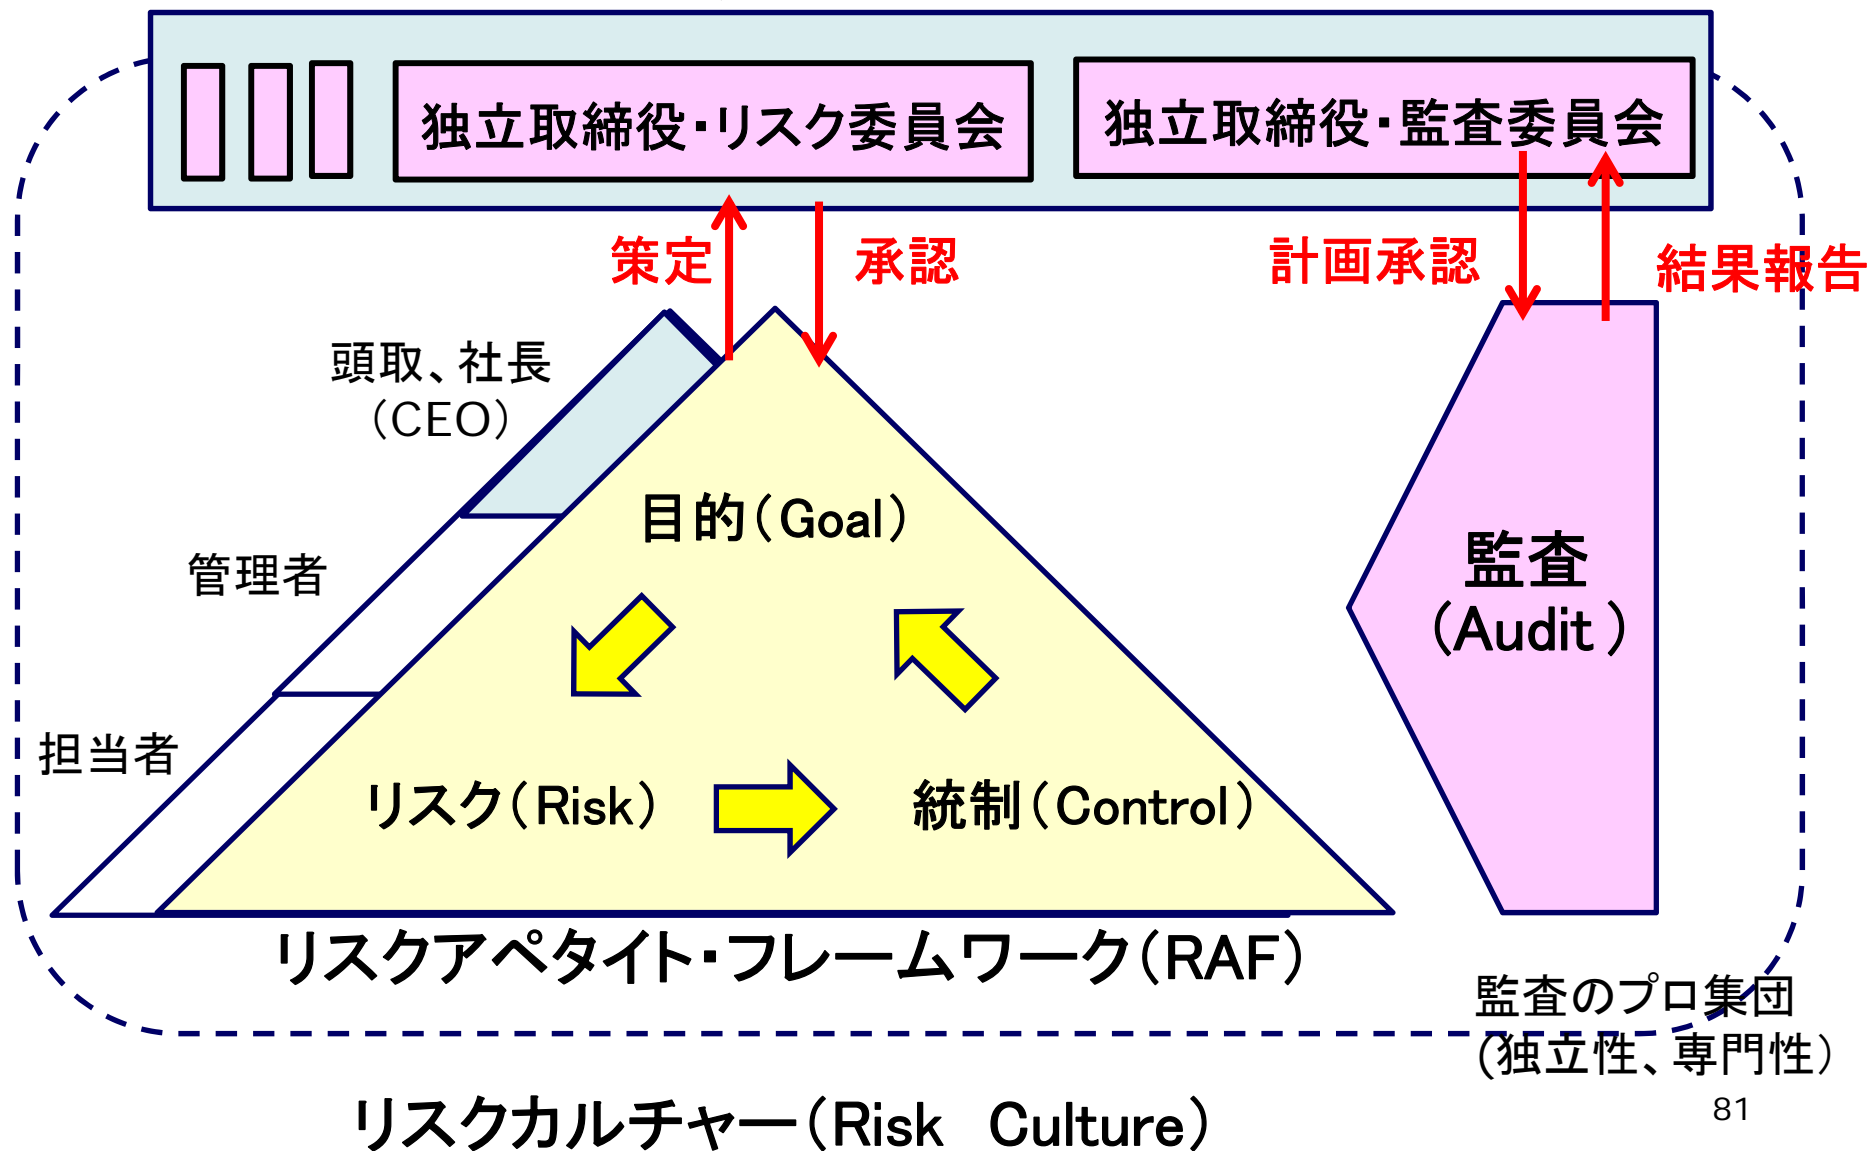 独立取締役・リスク委員会
独立取締役・監査委員会
策定
承認
計画承認
結果報告
頭取、社長
（CEO）
管理者
担当者
目的（Goal）
リスク（Risk）
統制（Control）
監査
（Audit）
リスクアペタイト・フレームワーク（RAF）
監査のプロ集団
(独立性、専門性）
リスクカルチャー（Risk　Culture）
81